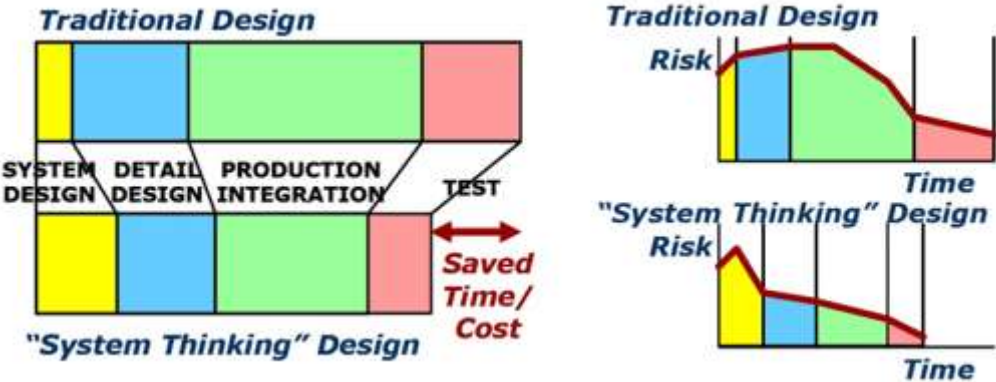 Traditional Design
SYSTEM DESIGN
DETAIL DESIGN
PRODUCTION INTEGRATION
TEST
Saved
Time/
Cost
“System Thinking” Design
Traditional Design
Risk
Time
“System Thinking” Design
Risk
Time